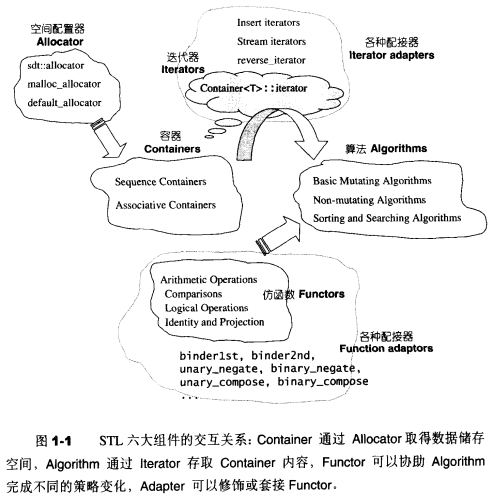 空间配置器
Allocator
sdt::allocator
malloc_allocator
default_allocator
迭代器
Iterators
Insert iterators
Stream iterators
reverse_iterator
Container<T>::iterator
各种配接器
Iterator adapters
容器
Containers
Sequence Containers
Associative Containers
算法 Algorithms
Basic Mutating Algorithms
Non-mutating Algorithms
Sorting and Searching Algorithms
Arithmetic Operations
Comparisons
Logical Operations
Identity and Projection
仿函数 Functors
各种配接器
Function adaptors
binder1st, binder2nd,
unary_negate, binary_negate,
unary_compose, binary_compose
...
图 1-1 STL 六大组件的交互关系：Container 通过 Allocator 取得数据储存
空间，Algorithm 通过 Iterator 存取 Container 内容，Functor 可以协助 Algorithm
完成不同的策略变化，Adapter 可以修饰或套接 Functor。